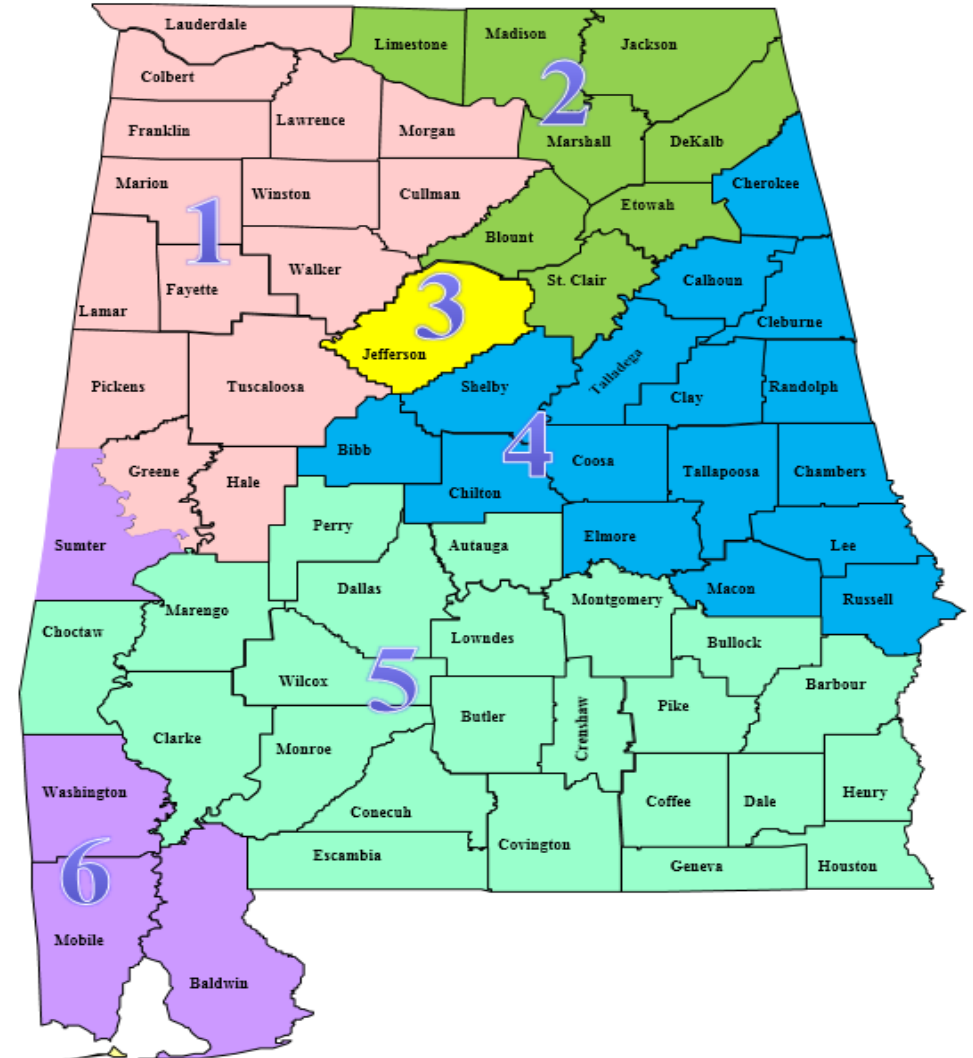 Lauderdale
Limestone
Madison
Jackson
Colbert
2
Lawrence
Franklin
Morgan
Marshall
DeKalb
Marion
Winston
Cullman
Cherokee
1
Etowah
Blount
Walker
St. Clair
Calhoun
Fayette
3
Lamar
Cleburne
Jefferson
Pickens
Tuscaloosa
Shelby
Talladega
Clay
Randolph
4
Bibb
Greene
Hale
Coosa
Tallapoosa
Chambers
Chilton
Perry
Sumter
Autauga
Elmore
Lee
Dallas
Macon
Marengo
Montgomery
Russell
Choctaw
Lowndes
Bullock
Wilcox
5
Barbour
Pike
Butler
Crenshaw
Clarke
Monroe
Washington
Coffee
Dale
Henry
Conecuh
Covington
Escambia
6
Geneva
Houston
Mobile
Baldwin